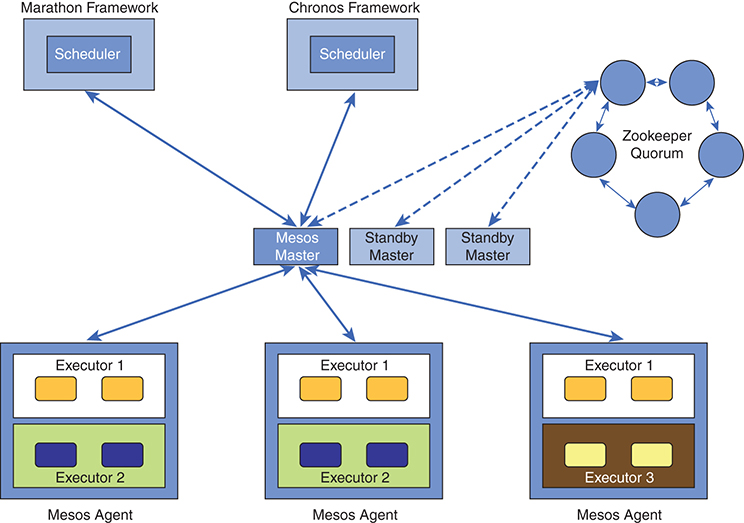 Marathon Framework
Chronos Framework
Scheduler
Scheduler
Zookeeper
Quorum
Mesos
Master
Standby
Master
Standby
Master
Executor 1
Executor 1
Executor 1
Executor 2
Executor 2
Executor 3
Mesos Agent
Mesos Agent
Mesos Agent